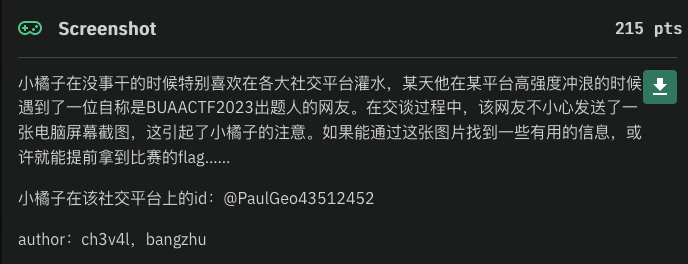 Screenshot
215 pts
小橘子在没事干的时候特别喜欢在各大社交平台灌水，某天他在某平台高强度冲浪的时候
遇到了一位自称是BUAACTF2023出题人的网友。在交谈过程中，该网友不小心发送了一
张电脑屏幕截图，这引起了小橘子的注意。如果能通过这张图片找到一些有用的信息，或
许就能提前拿到比赛的flag……
小橘子在该社交平台上的id：@PaulGeo43512452
author：ch3v4l，bangzhu